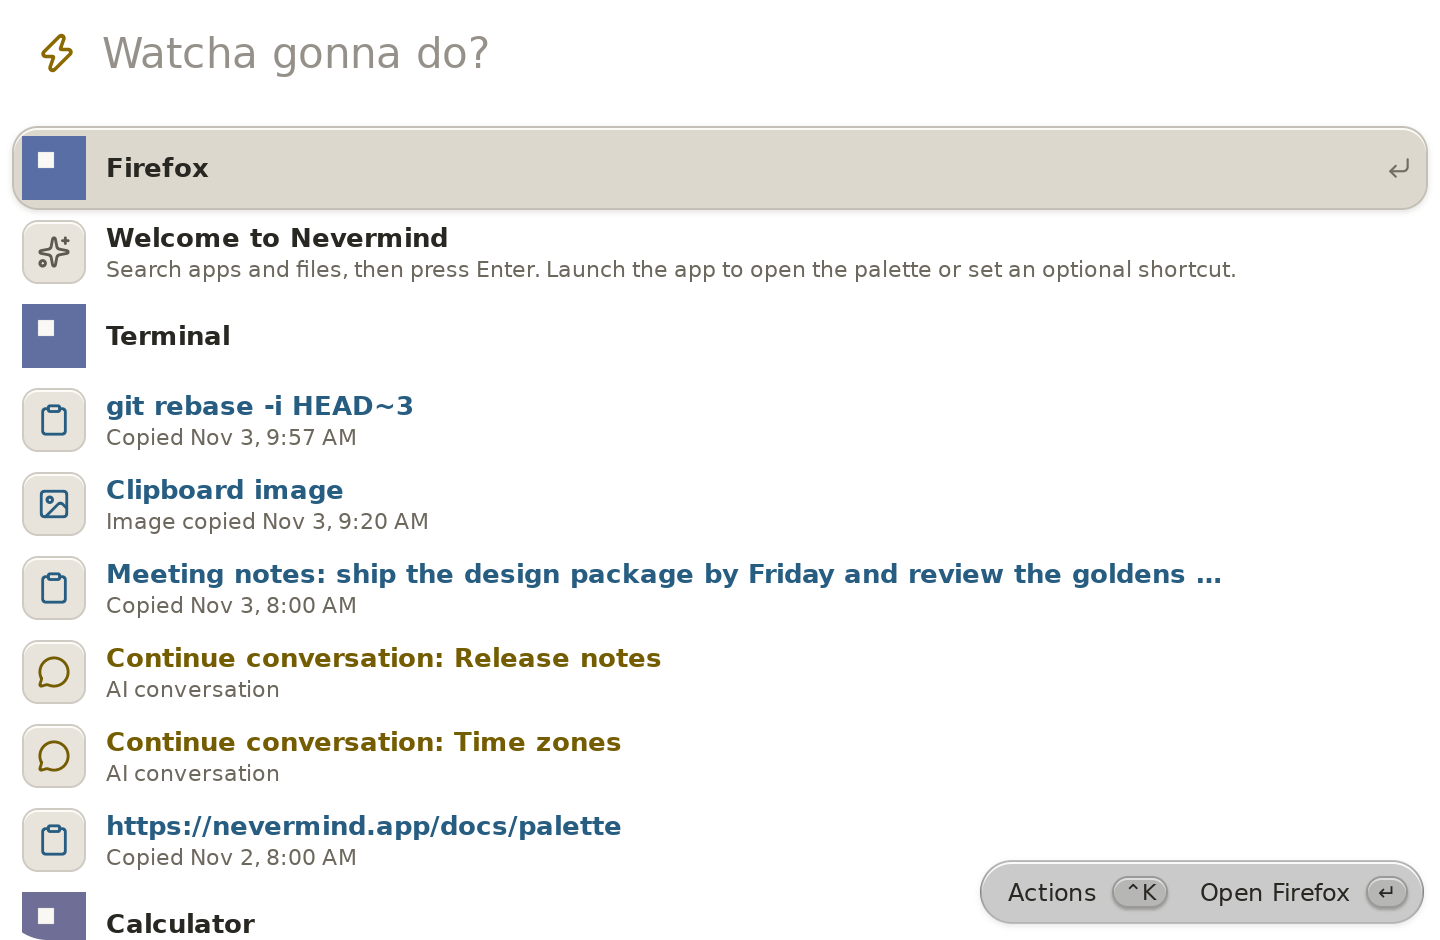 Watcha gonna do?
Firefox
Welcome to Nevermind
Search apps and files, then press Enter. Launch the app to open the palette or set an optional shortcut.
Terminal
git rebase -i HEAD~3
Copied Nov 3, 9:57 AM
Clipboard image
Image copied Nov 3, 9:20 AM
Meeting notes: ship the design package by Friday and review the goldens …
Copied Nov 3, 8:00 AM
Continue conversation: Release notes
AI conversation
Continue conversation: Time zones
AI conversation
https://nevermind.app/docs/palette
Copied Nov 2, 8:00 AM
Calculator
Actions ^K Open Firefox ↵